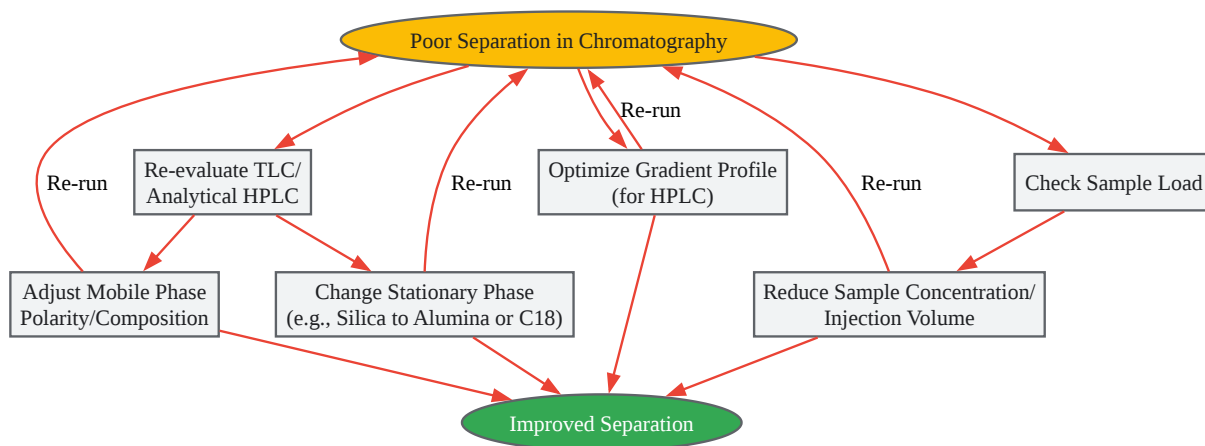 Poor Separation in Chromatography
Re-run
Re-evaluate TLC/
Analytical HPLC
Optimize Gradient Profile
(for HPLC)
Check Sample Load
Re-run
Re-run
Re-run
Adjust Mobile Phase
Polarity/Composition
Change Stationary Phase
(e.g., Silica to Alumina or C18)
Reduce Sample Concentration/
Injection Volume
Improved Separation